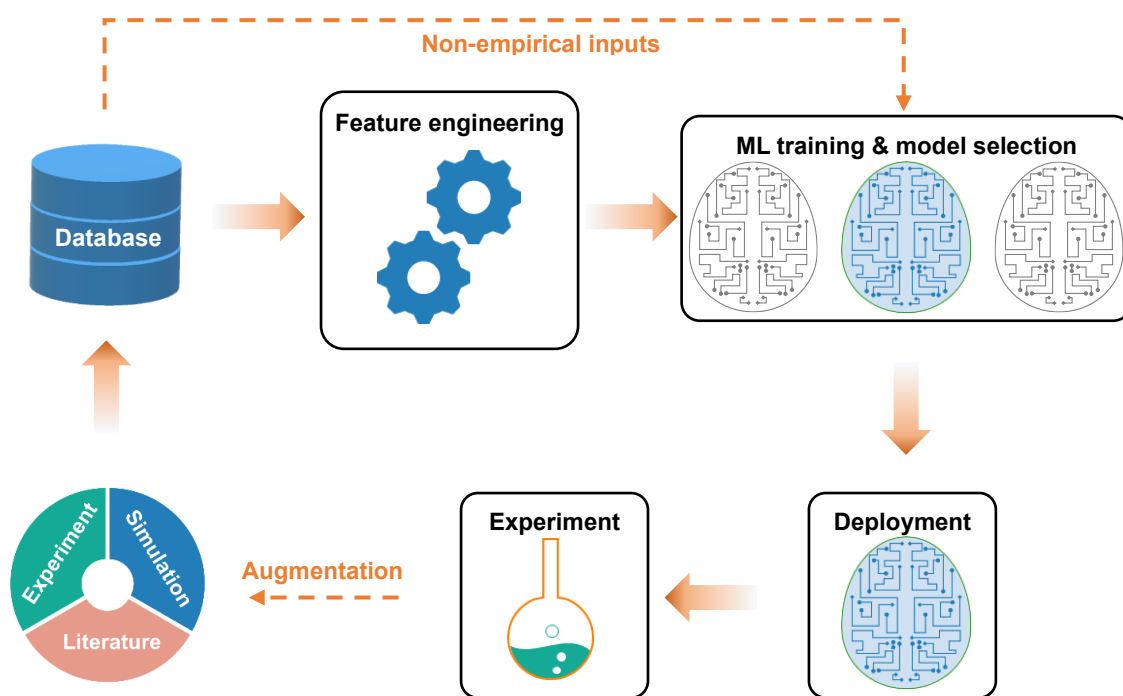 Non-empirical inputs
Feature engineering
ML training & model selection
Database
Experiment
Simulation
Literature
Augmentation
Experiment
Deployment